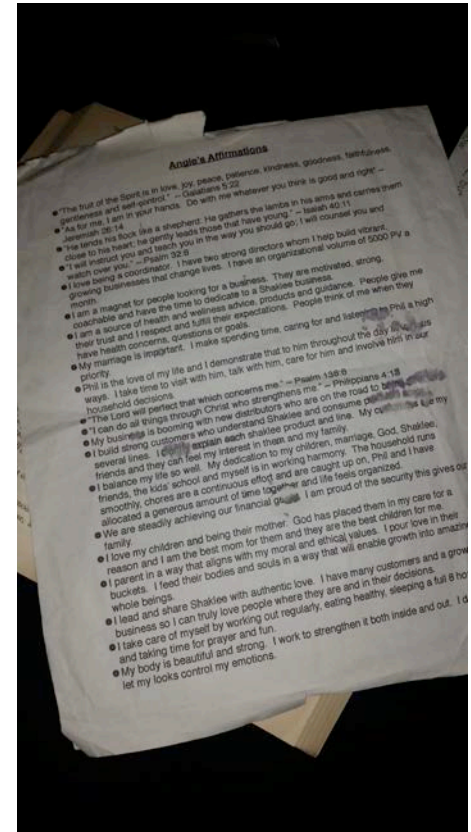 Angie's Affirmations
● "The fruit of the Spirit is in love, joy, peace, patience, kindness, goodness, faithfulness,
gentleness and self-control." – Galatians 5:22
● "As for me, I am in your hands. Do with me whatever you think is good and right" –
Jeremiah 26:14
● "He tends his flock like a shepherd: He gathers the lambs in his arms and carries them
close to his heart; he gently leads those that have young." – Isaiah 40:11
● "I will instruct you and teach you in the way you should go; I will counsel you and
watch over you." – Psalm 32:8
● I love being a coordinator. I have two strong directors whom I help build vibrant,
growing businesses that change lives. I have an organizational volume of 5000 PV a
month.
● I am a magnet for people looking for a business. They are motivated, strong,
coachable and have the time to dedicate to a Shaklee business.
● I am a source of health and wellness advice, products and guidance. People give me
their trust and I respect and fulfill their expectations. People think of me when they
have health concerns, questions or goals.
● My marriage is important. I make spending time, caring for and listening to Phil a high
priority.
● Phil is the love of my life and I demonstrate that to him throughout the day in
ways. I take time to visit with him, talk with him, care for him and involve him in our
household decisions
● "The Lord will perfect that which concerns me." – Psalm 138:8
● "I can do all things through Christ who strengthens me" – Philippians 4:13
● My business is booming with new distributors who are on the road to
● I build strong customers who understand Shaklee and consume
several lines. I explain each shaklee product and line. My like my
friends and they can feel my interest in them and my family.
● I balance my life so well. My dedication to my children, marriage, God, Shaklee,
friends, the kids' school and myself is in working harmony. The household runs
smoothly, chores are a continuous effort and are caught up on, Phil and I have
allocated a generous amount of time together and life feels organized.
● We are steadily achieving our financial I am proud of the security this gives our
family.
● I love my children and being their mother. God has placed them in my care for a
reason and I am the best mom for them and they are the best children for me.
● I parent in a way that aligns with my moral and ethical values. I pour love in their
buckets. I feed their bodies and souls in a way that will enable growth into
whole beings.
● I lead and share Shaklee with authentic love. I have many customers and a
business so I can truly love people where they are and in their decisions.
● I take care of myself by working out regularly, eating healthy, sleeping a full 8
and taking time for prayer and fun.
● My body is beautiful and strong. I work to strengthen it both inside and out. I
let my looks control my emotions.